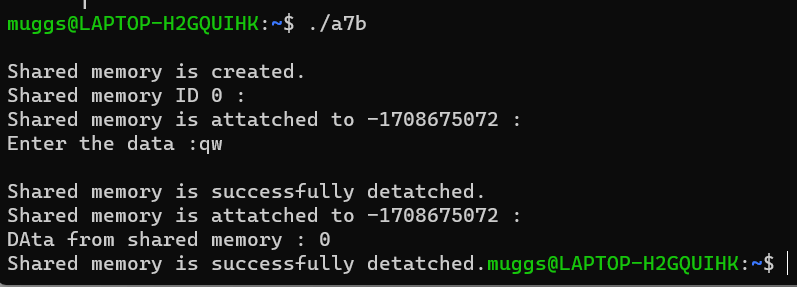 muggs@LAPTOP-H2GQUIHK:~$ ./a7b
Shared memory is created.
Shared memory ID 0 :
Shared memory is attatched to -1708675072 :
Enter the data :qw
Shared memory is successfully detatched.
Shared memory is attatched to -1708675072 :
DAta from shared memory : 0
Shared memory is successfully detatched.muggs@LAPTOP-H2GQUIHK:~$